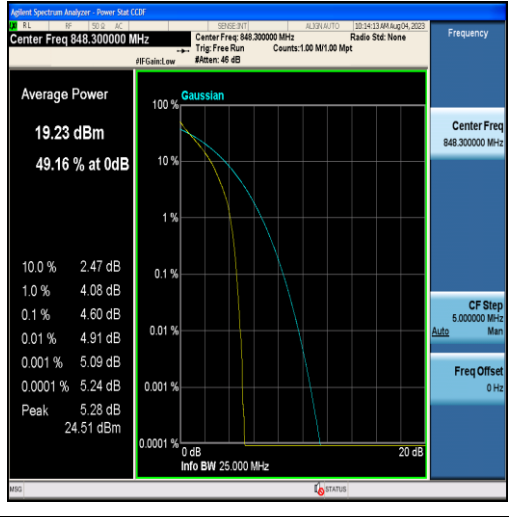 Agilent Spectrum Analyzer - Power Stat CCDF
RL RF 50 Ω AC SENSE:INT ALIGN AUTO 10:14:13 AM Aug 04, 2023
Center Freq 848.300000 MHz
Center Freq: 848.300000 MHz
Radio Std: None
Trig: Free Run Counts:1.00 M/1.00 Mpt
#IFGain:Low #Atten: 46 dB
Frequency
Average Power
19.23 dBm
49.16 % at 0dB
10.0 % 2.47 dB
1.0 % 4.08 dB
0.1 % 4.60 dB
0.01 % 4.91 dB
0.001 % 5.09 dB
0.0001 % 5.24 dB
Peak 5.28 dB
24.51 dBm
Gaussian
100 %
10 %
1 %
0.1 %
0.01 %
0.001 %
0.0001 %
0 dB
20 dB
Info BW 25.000 MHz
Center Freq
848.300000 MHz
CF Step
5.000000 MHz
Auto Man
Freq Offset
0 Hz
MSG
STATUS